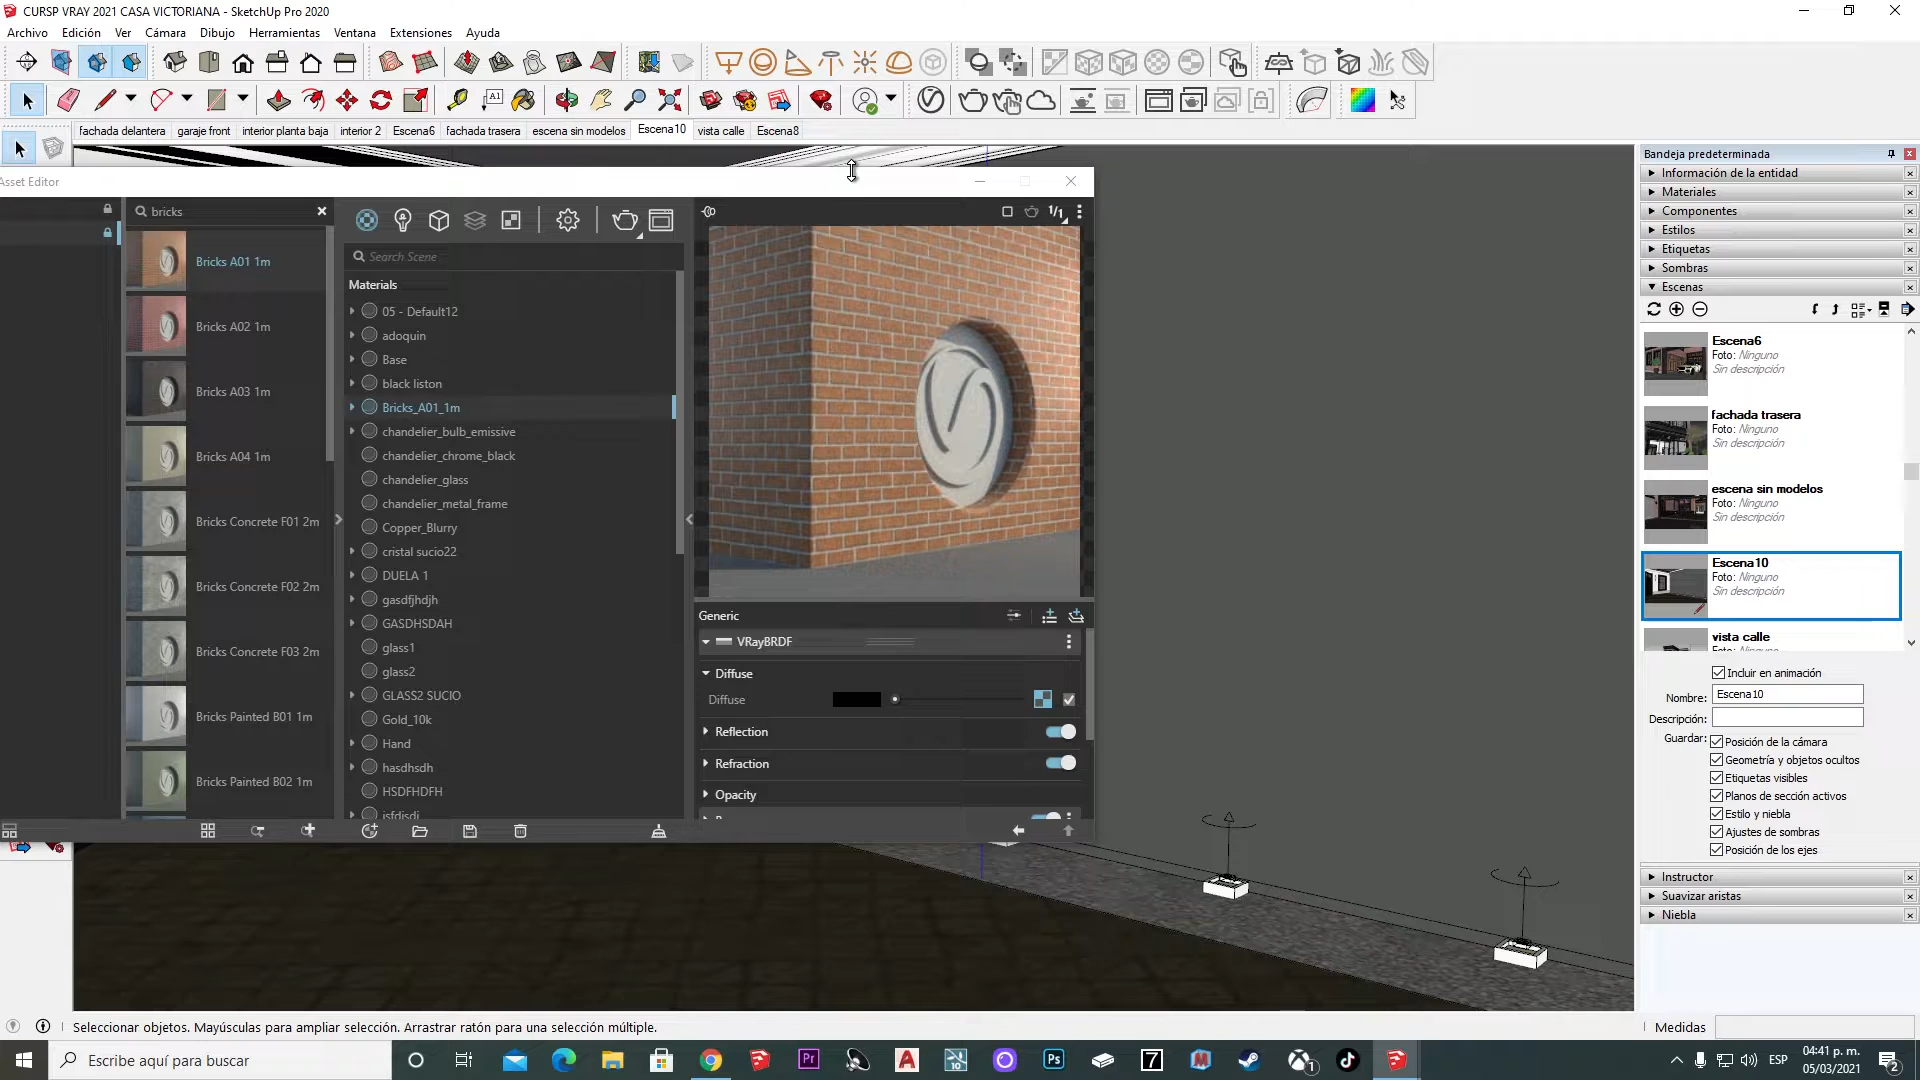 CURSP VRAY 2021 CASA VICTORIANA - SketchUp Pro 2020
Archivo Edición Ver Cámara Dibujo Herramientas Ventana Extensiones Ayuda
A1
fachada delantera garaje front interior planta baja interior 2 Escena6 fachada trasera escena sin modelos Escena10 vista calle Escena8
Asset Editor
bricks
Bricks A01 1m
Bricks A02 1m
Bricks A03 1m
Bricks A04 1m
Bricks Concrete F01 2m
Bricks Concrete F02 2m
Bricks Concrete F03 2m
Bricks Painted B01 1m
Bricks Painted B02 1m
Search Scene
Materials
05 - Default12
adoquin
Base
black liston
Bricks_A01_1m
chandelier_bulb_emissive
chandelier_chrome_black
chandelier_glass
chandelier_metal_frame
Copper_Blurry
cristal sucio22
DUELA 1
gasdfjhdjh
GASDHSDAH
glass1
glass2
GLASS2 SUCIO
Gold_10k
Hand
hasdhsdh
HSDFHDFH
1/1
Generic
VRayBRDF
Diffuse
Diffuse
Reflection
Refraction
Opacity
Bandeja predeterminada
Información de la entidad
Materiales
Componentes
Estilos
Etiquetas
Sombras
Escenas
Escena6
Foto: Ninguno
Sin descripción
fachada trasera
Foto: Ninguno
Sin descripción
escena sin modelos
Foto: Ninguno
Sin descripción
Escena10
Foto: Ninguno
Sin descripción
vista calle
Incluir en animación
Nombre: Escena10
Descripción:
Guardar: Posición de la cámara
Geometría y objetos ocultos
Etiquetas visibles
Planos de sección activos
Estilo y niebla
Ajustes de sombras
Posición de los ejes
Instructor
Suavizar aristas
Niebla
Seleccionar objetos. Mayúsculas para ampliar selección. Arrastrar ratón para una selección múltiple.
Medidas
Escribe aquí para buscar
ESP
04:41 p. m.
05/03/2021